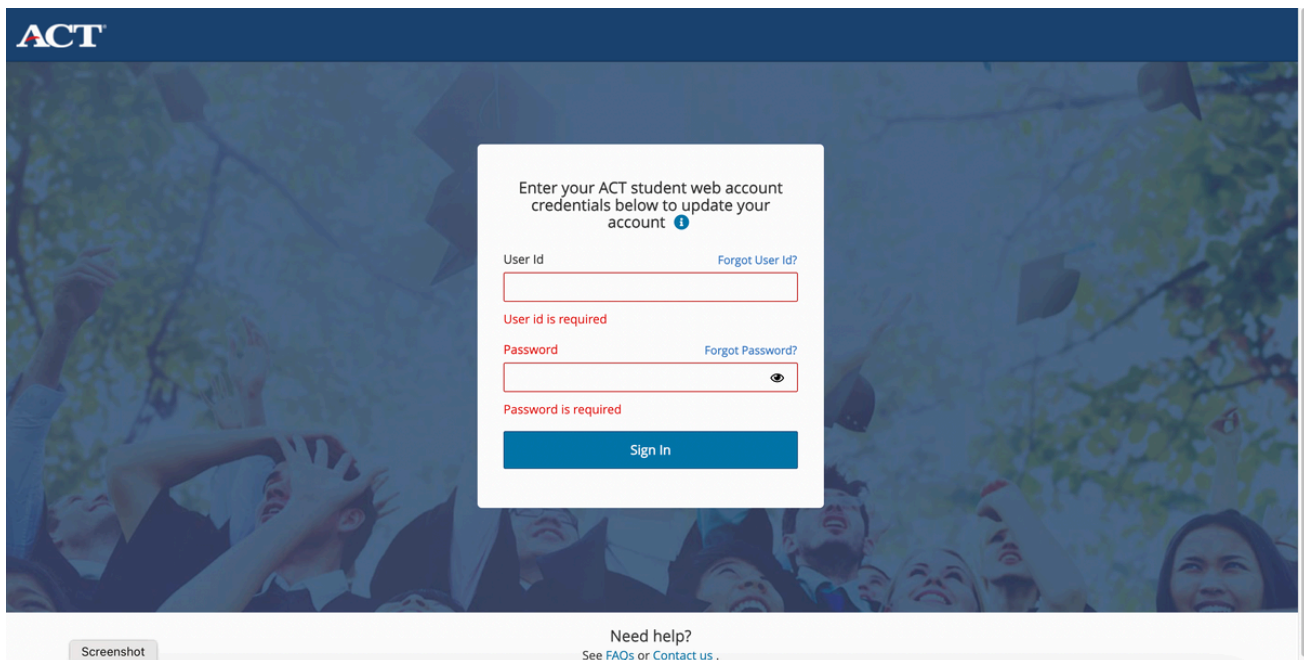 ACT
Enter your ACT student web account
credentials below to update your
account
User Id Forgot User Id?
User id is required
Password Forgot Password?
Password is required
Sign In
Need help?
See FAQs or Contact us .
Screenshot